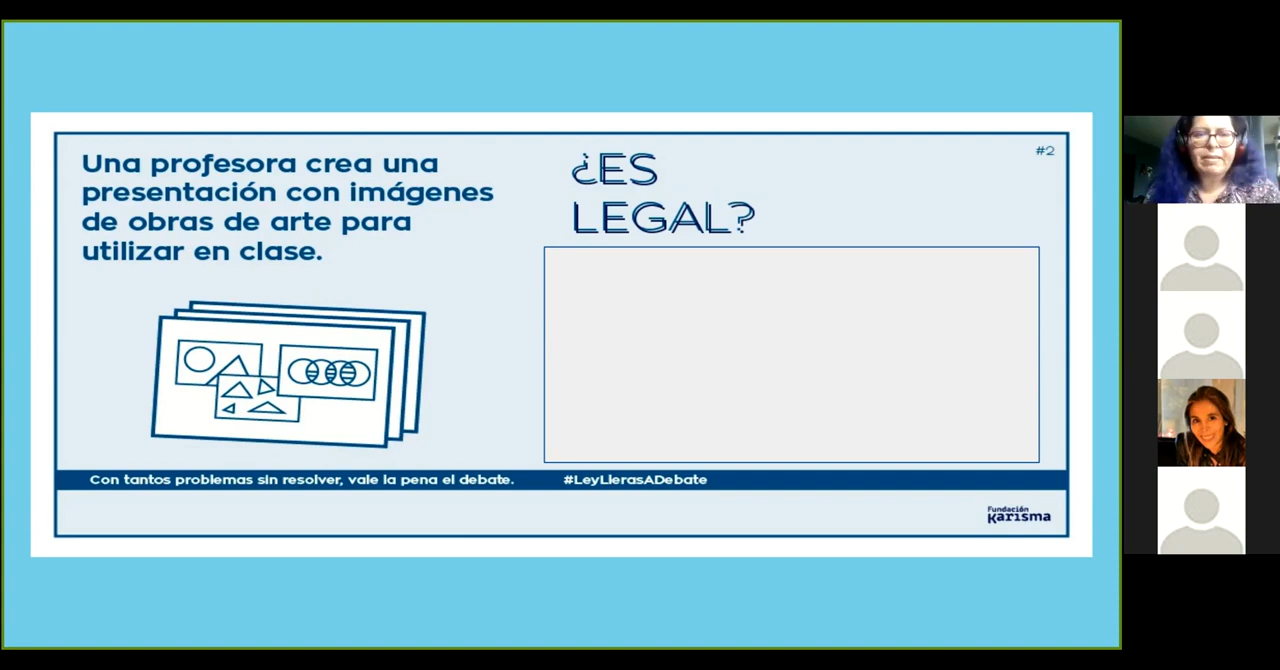 Una profesora crea una
presentación con imágenes
de obras de arte para
utilizar en clase.
¿ES
LEGAL?
#2
Con tantos problemas sin resolver, vale la pena el debate.
#LeyLlerasADebate
Fundación
Karisma